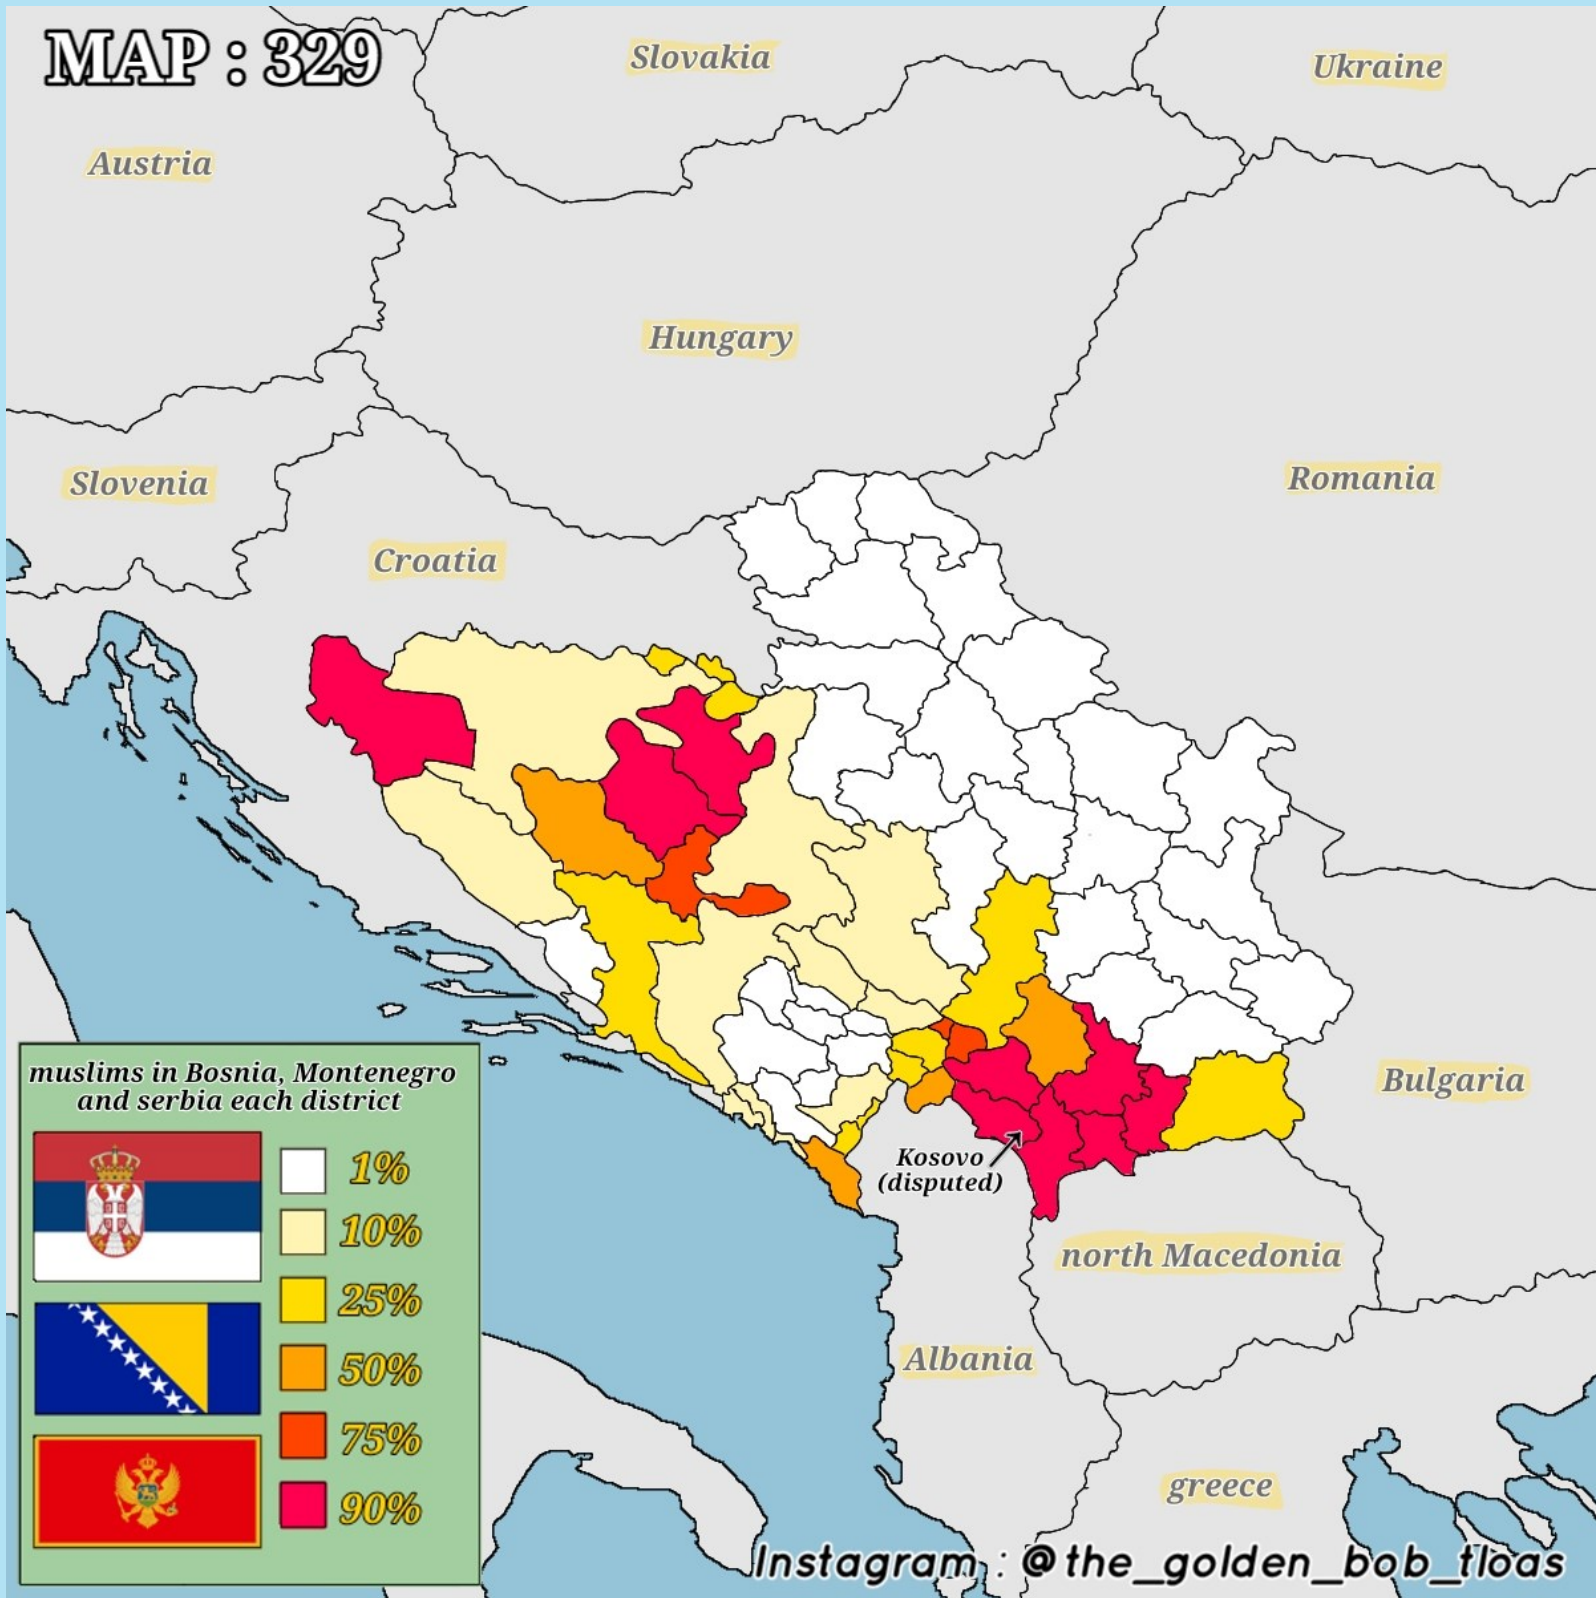 MAP : 329
Slovakia
Ukraine
Austria
Hungary
Slovenia
Romania
Croatia
muslims in Bosnia, Montenegro
and serbia each district
1%
10%
25%
50%
75%
90%
Bulgaria
Kosovo
(disputed)
north Macedonia
Albania
greece
Instagram : @the_golden_bob_tloas